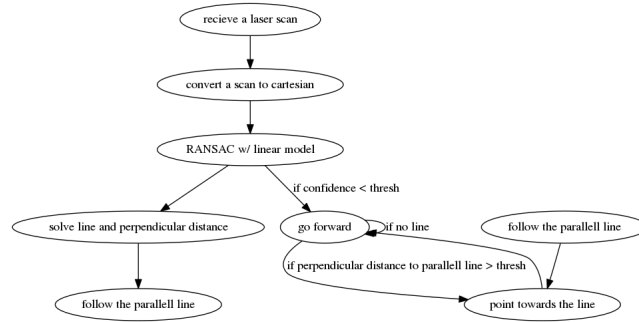 recieve a laser scan
convert a scan to cartesian
RANSAC w/ linear model
if confidence < thresh
solve line and perpendicular distance
go forward
if no line
follow the parallell line
if perpendicular distance to parallell line > thresh
follow the parallell line
point towards the line